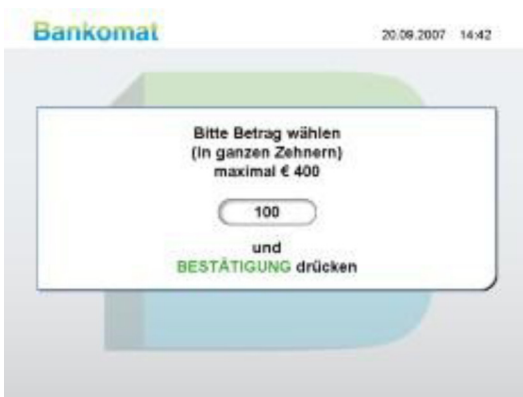 Bankomat
20.09.2007 14:42
Bitte Betrag wählen
(In ganzen Zehnern)
maximal € 400
100
und
BESTÄTIGUNG drücken